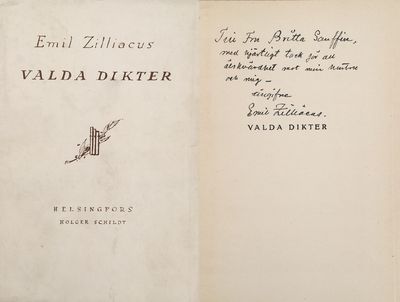 Emil Zilliacus
VALDA DIKTER
HELSINGFORS
HOLGER SCHILDT
Till Fru Britta
med hjärtligt tack för all
älskvärdhet mot min hustru
och mig –
tillgifne
Emil Zilliacus.
VALDA DIKTER